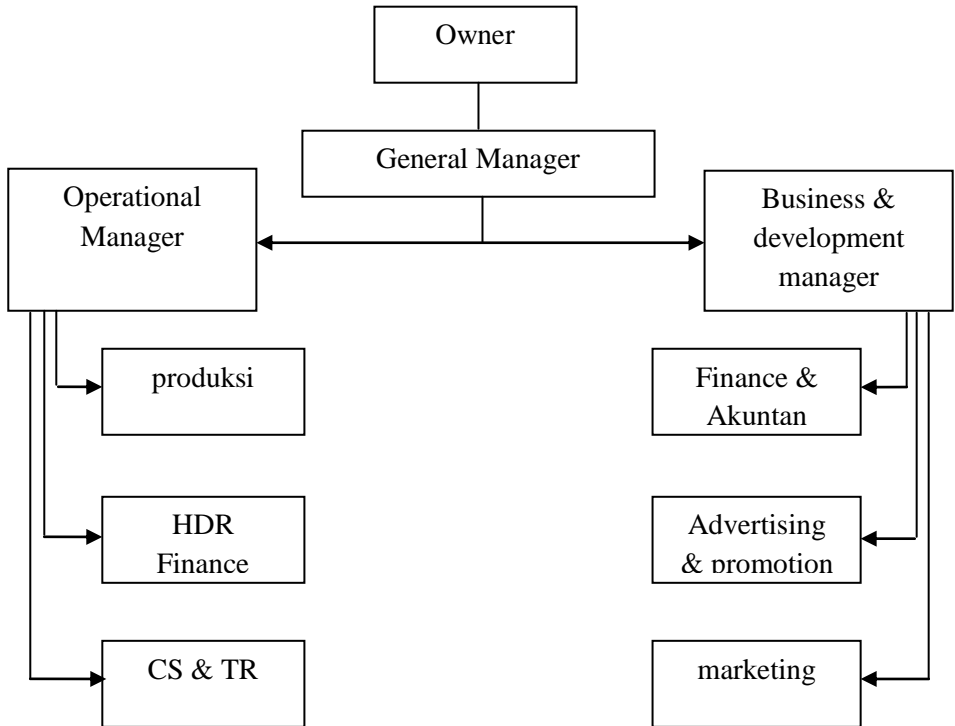 Owner
General Manager
Operational
Manager
Business &
development
manager
produksi
Finance &
Akuntan
HDR
Finance
Advertising
& promotion
CS & TR
marketing